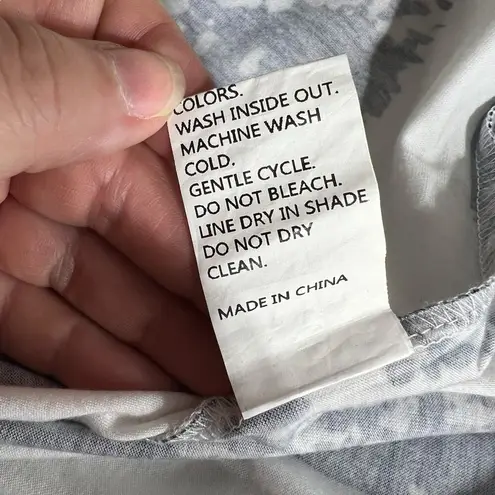 COLORS.
WASH INSIDE OUT.
MACHINE WASH
COLD.
GENTLE CYCLE.
DO NOT BLEACH.
LINE DRY IN SHADE
DO NOT DRY
CLEAN.
MADE IN CHINA